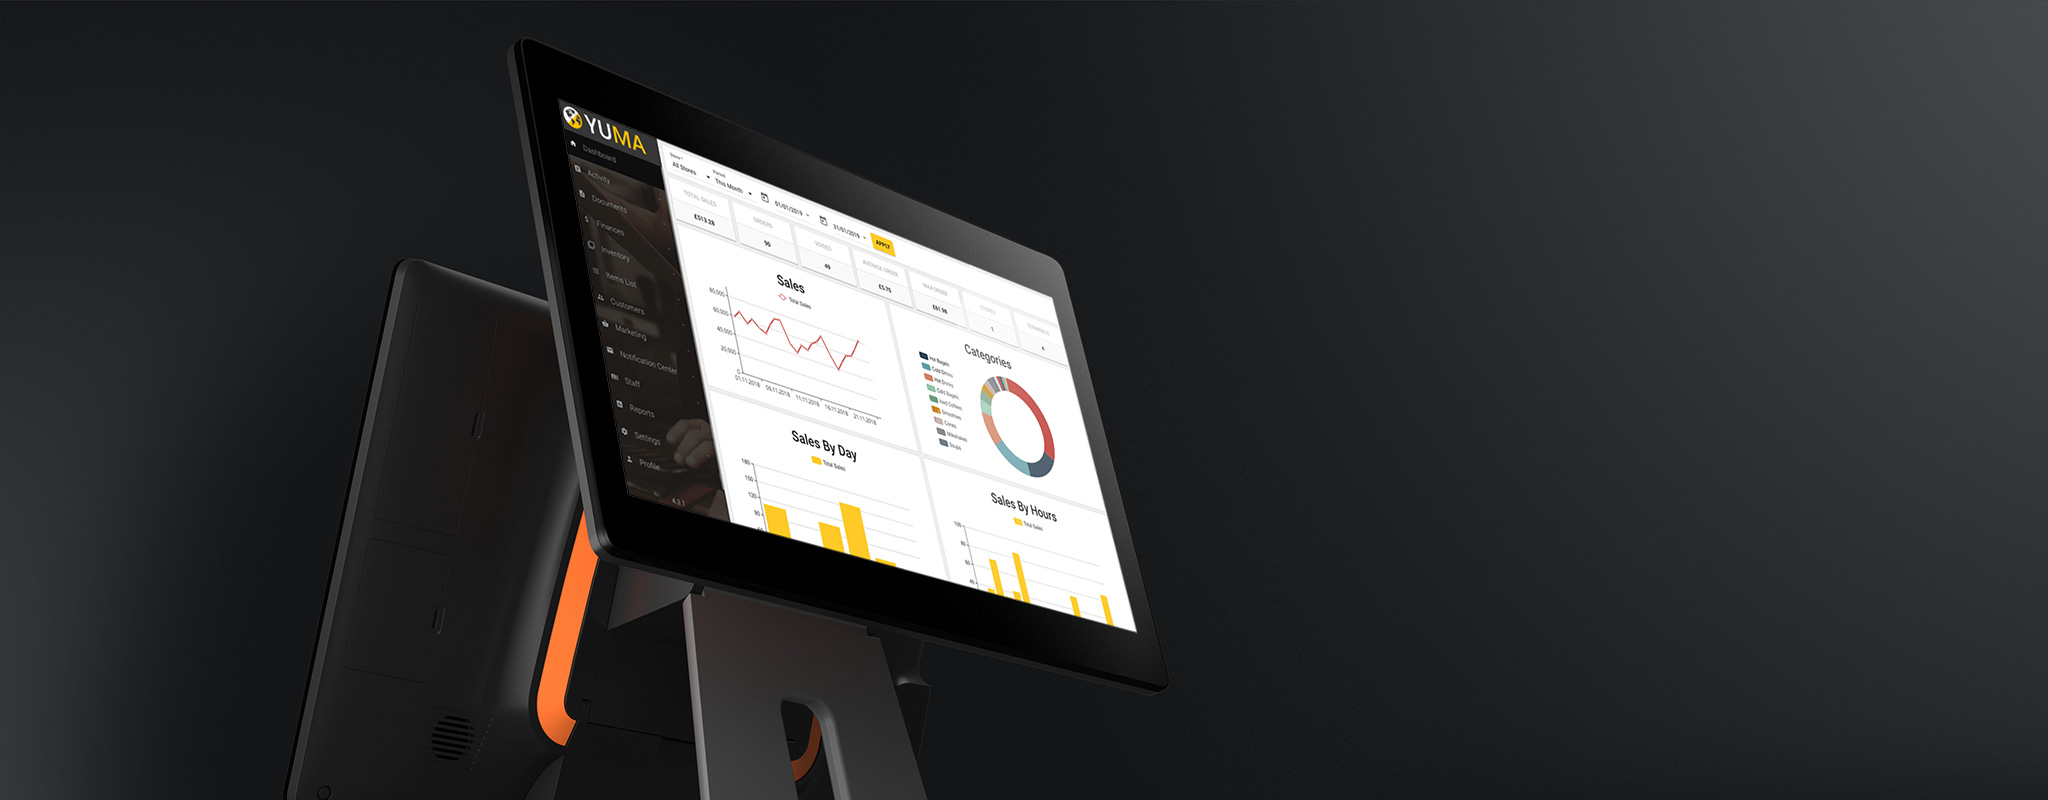 YUMA
Dashboard
Activity
Documents
Finances
Inventory
Items List
Customers
Marketing
Notification Center
Staff
Reports
Settings
Profile
4.3.1
Store *
All Stores
Period
This Month
01/01/2019
31/01/2019
APPLY
TOTAL SALES
£513.28
ORDERS
90
VOIDED
49
AVERAGE ORDER
£5.70
MAX ORDER
£61.98
STORES
1
TERMINALS
4
Sales
Total Sales
80,000
60,000
40,000
20,000
0
01.11.2018
06.11.2018
11.11.2018
16.11.2018
21.11.2018
Categories
Hot Bagels
Cold Drinks
Hot Drinks
Cold Bagels
Iced Coffees
Smoothies
Cakes
Milkshakes
Soups
Sales By Day
Total Sales
180
150
120
90
Sales By Hours
Total Sales
100
80
60
40